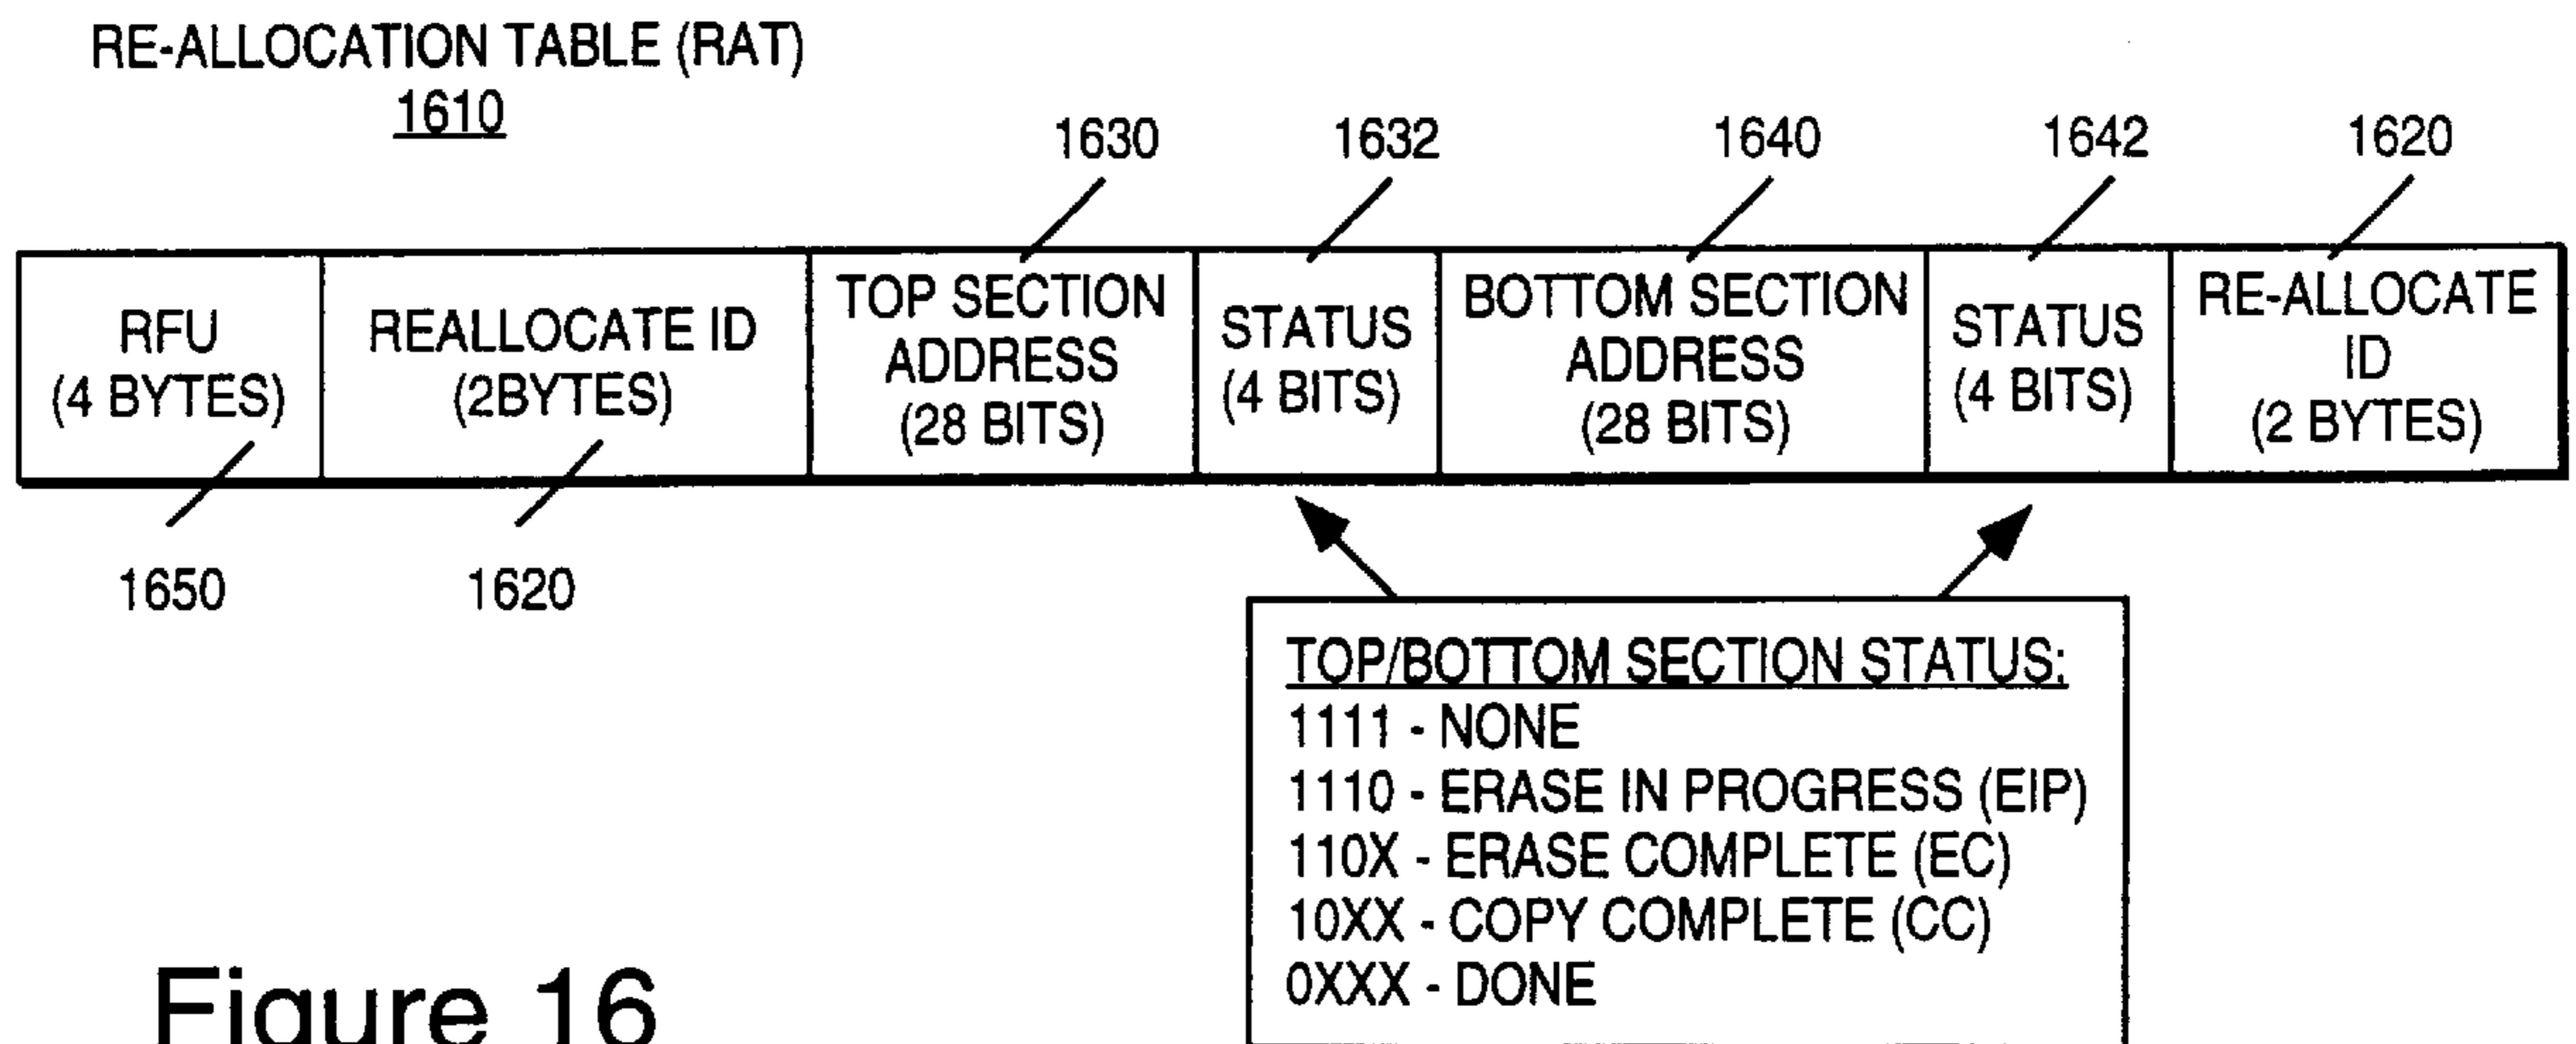 RE-ALLOCATION TABLE (RAT)
1610
1630
1632
1640
1642
1620
RFU
(4 BYTES)
REALLOCATE ID
(2BYTES)
TOP SECTION
ADDRESS
(28 BITS)
STATUS
(4 BITS)
BOTTOM SECTION
ADDRESS
(28 BITS)
STATUS
(4 BITS)
RE-ALLOCATE
ID
(2 BYTES)
1650
1620
TOP/BOTTOM SECTION STATUS:
1111 - NONE
1110 - ERASE IN PROGRESS (EIP)
110X - ERASE COMPLETE (EC)
10XX - COPY COMPLETE (CC)
0XXX - DONE
Figure 16